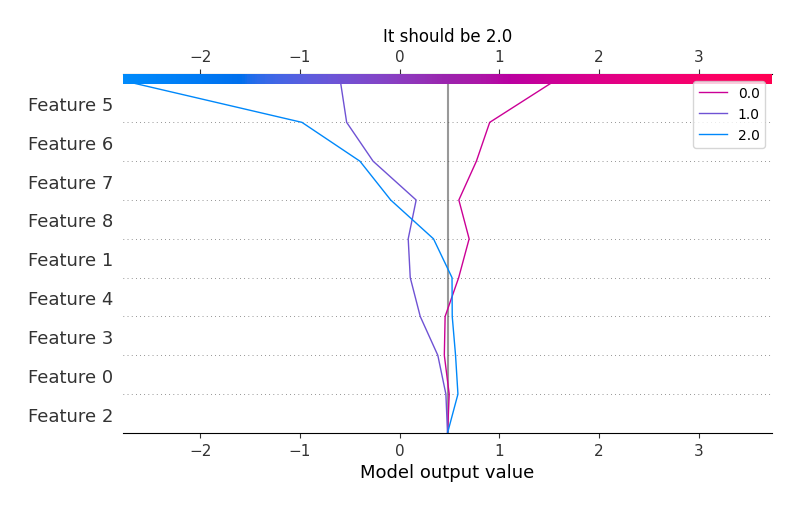 It should be 2.0
−2 −1 0 1 2 3
0.0
1.0
2.0
Feature 5
Feature 6
Feature 7
Feature 8
Feature 1
Feature 4
Feature 3
Feature 0
Feature 2
−2 −1 0 1 2 3
Model output value